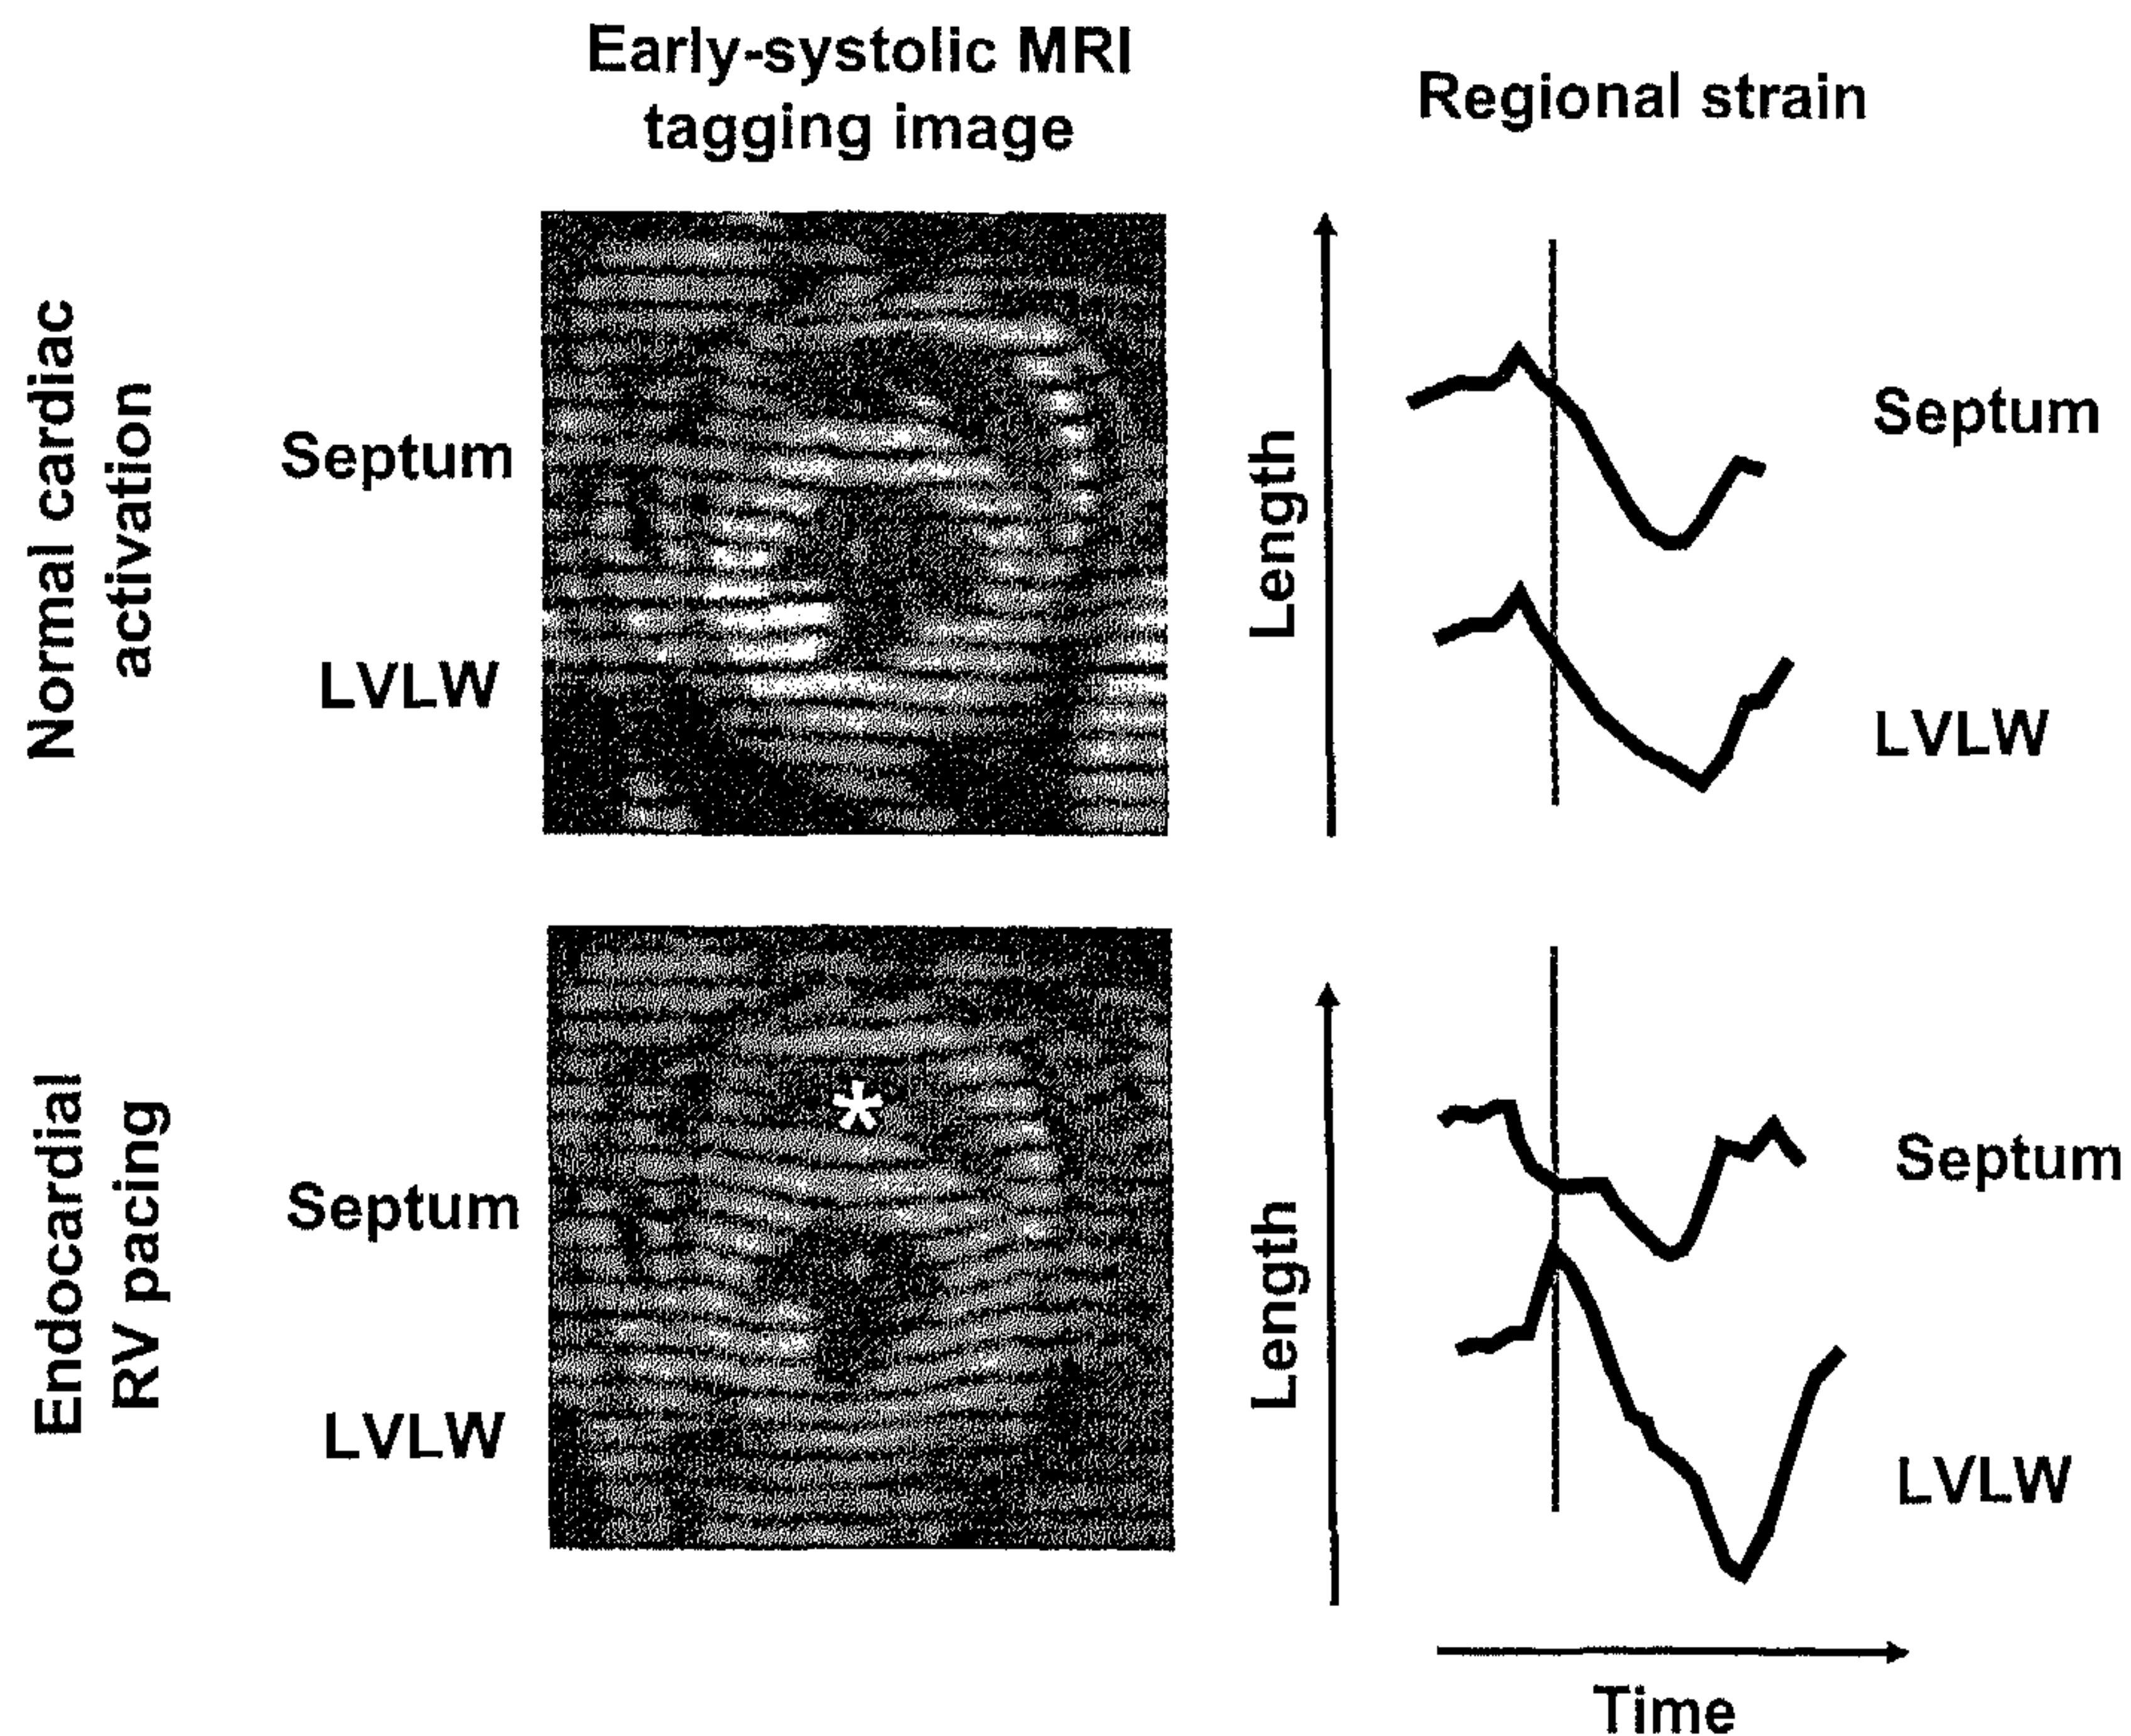 Early-systolic MRI
tagging image
Regional strain
Normal cardiac
activation
Septum
LVLW
Length
Septum
LVLW
Endocardial
RV pacing
*
Septum
LVLW
Length
Septum
LVLW
Time